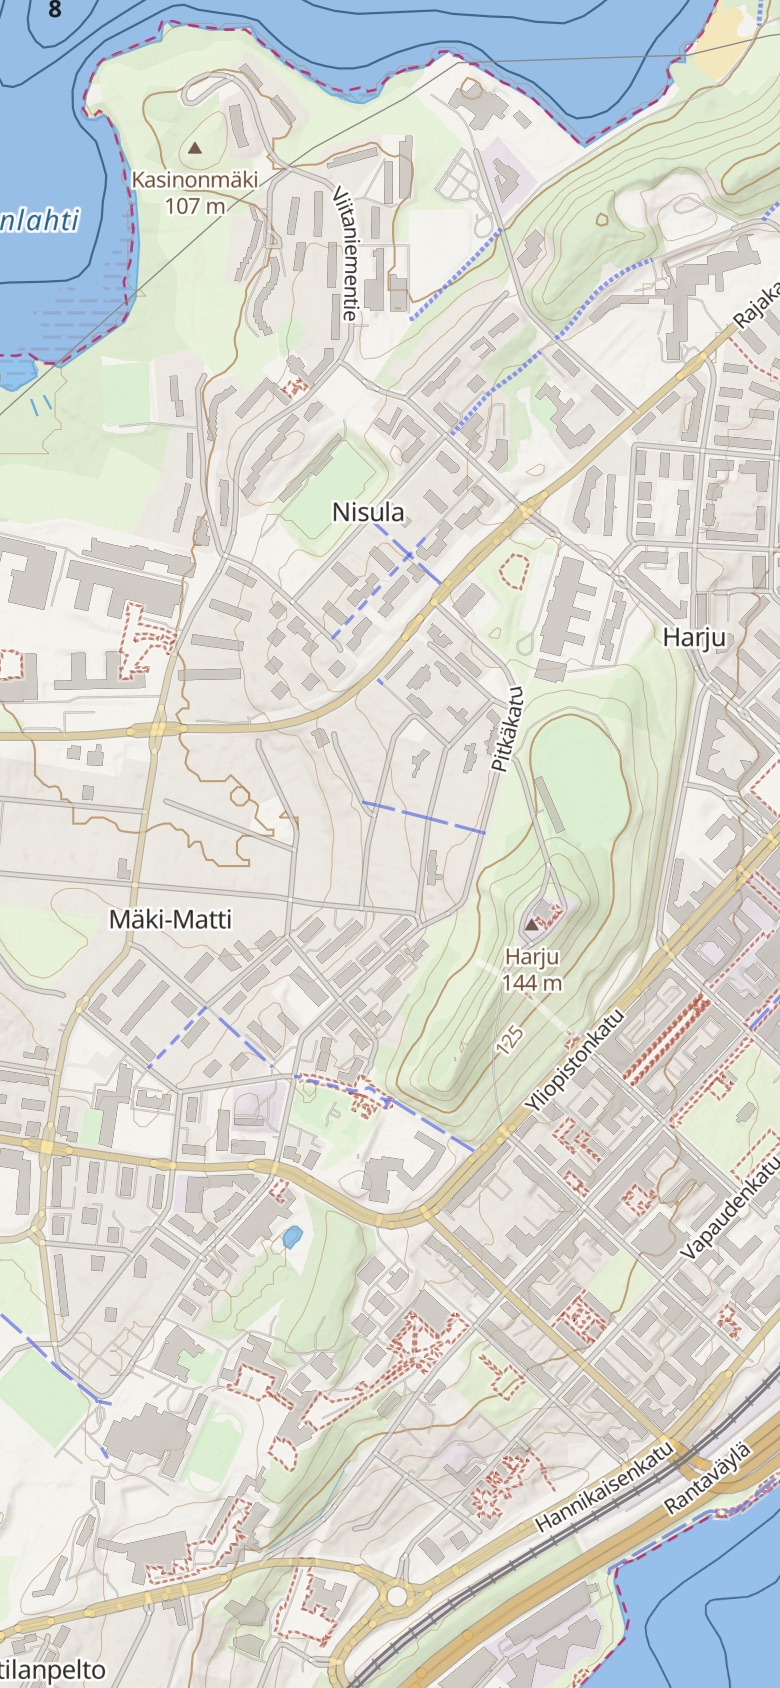 8
Kasinonmäki
107 m
nlahti
Viitaniementie
Rajaka
Nisula
Harju
Pitkäkatu
Mäki-Matti
Harju
144 m
125
Yliopistonkatu
Vapaudenkatu
Hannikaisenkatu
Rantaväylä
tilanpelto